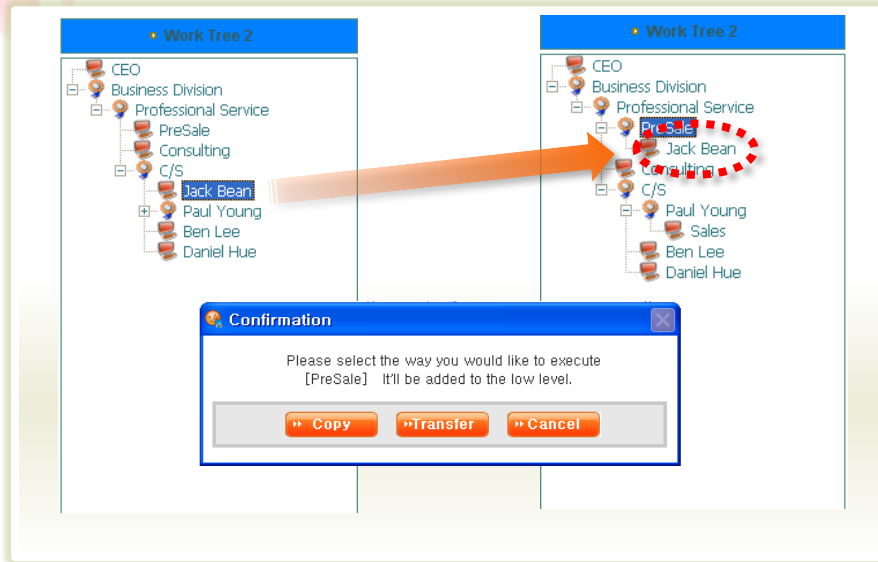 Work Tree 2
CEO
Business Division
Professional Service
PreSale
Consulting
C/S
Jack Bean
Paul Young
Ben Lee
Daniel Hue
Work Tree 2
CEO
Business Division
Professional Service
PreSale
Jack Bean
Consulting
C/S
Paul Young
Sales
Ben Lee
Daniel Hue
Confirmation
Please select the way you would like to execute
[PreSale] It'll be added to the low level.
Copy
Transfer
Cancel